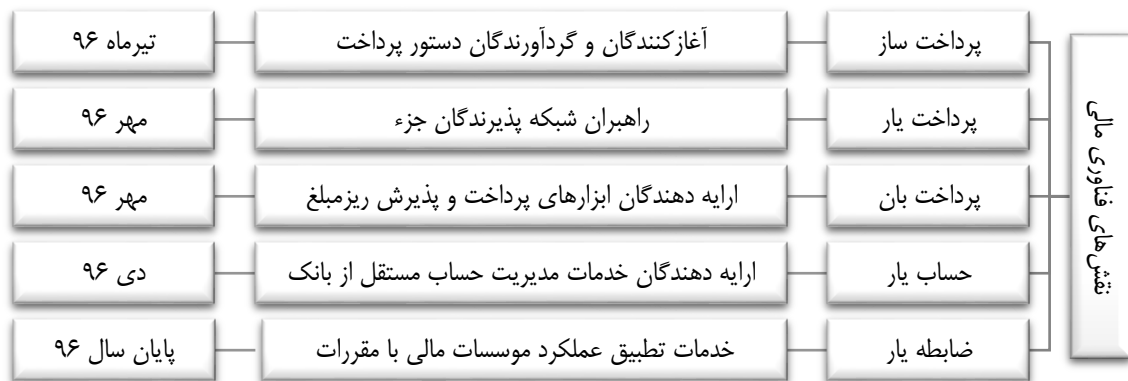 نقش‌های فناوری مالی
پرداخت ساز
آغازکنندگان و گردآورندگان دستور پرداخت
تیرماه ۹۶
پرداخت یار
راهبران شبکه پذیرندگان جزء
مهر ۹۶
پرداخت بان
ارایه دهندگان ابزارهای پرداخت و پذیرش ریزمبلغ
مهر ۹۶
حساب یار
ارایه دهندگان خدمات مدیریت حساب مستقل از بانک
دی ۹۶
ضابطه یار
خدمات تطبیق عملکرد موسسات مالی با مقررات
پایان سال ۹۶